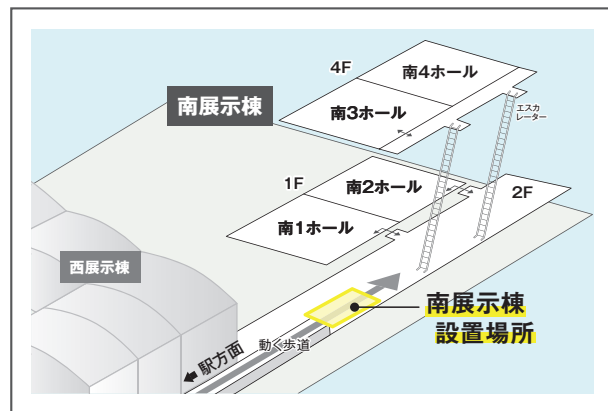 4F
南4ホール
南展示棟
南3ホール
エスカ
レーター
1F
南2ホール
2F
南1ホール
西展示棟
南展示棟
設置場所
動く歩道
駅方面